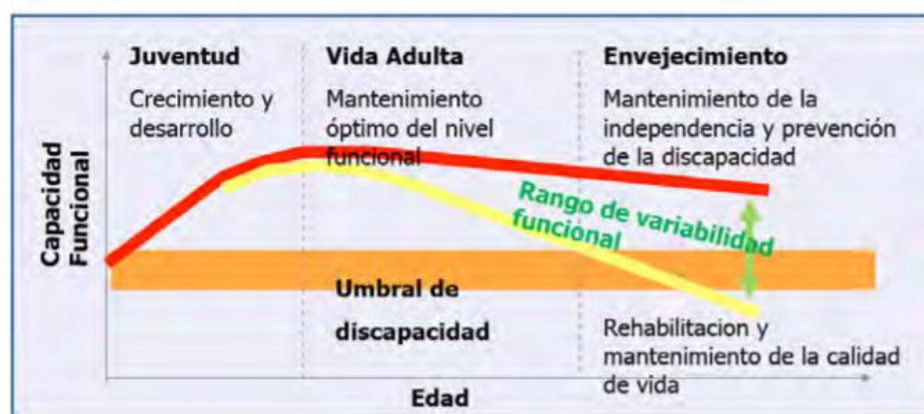 Juventud
Crecimiento y
desarrollo
Vida Adulta
Mantenimiento
óptimo del nivel
funcional
Envejecimiento
Mantenimiento de la
independencia y prevención
de la discapacidad
Capacidad
Funcional
Rango de variabilidad
funcional
Umbral de
discapacidad
Rehabilitacion y
mantenimiento de la calidad
de vida
Edad